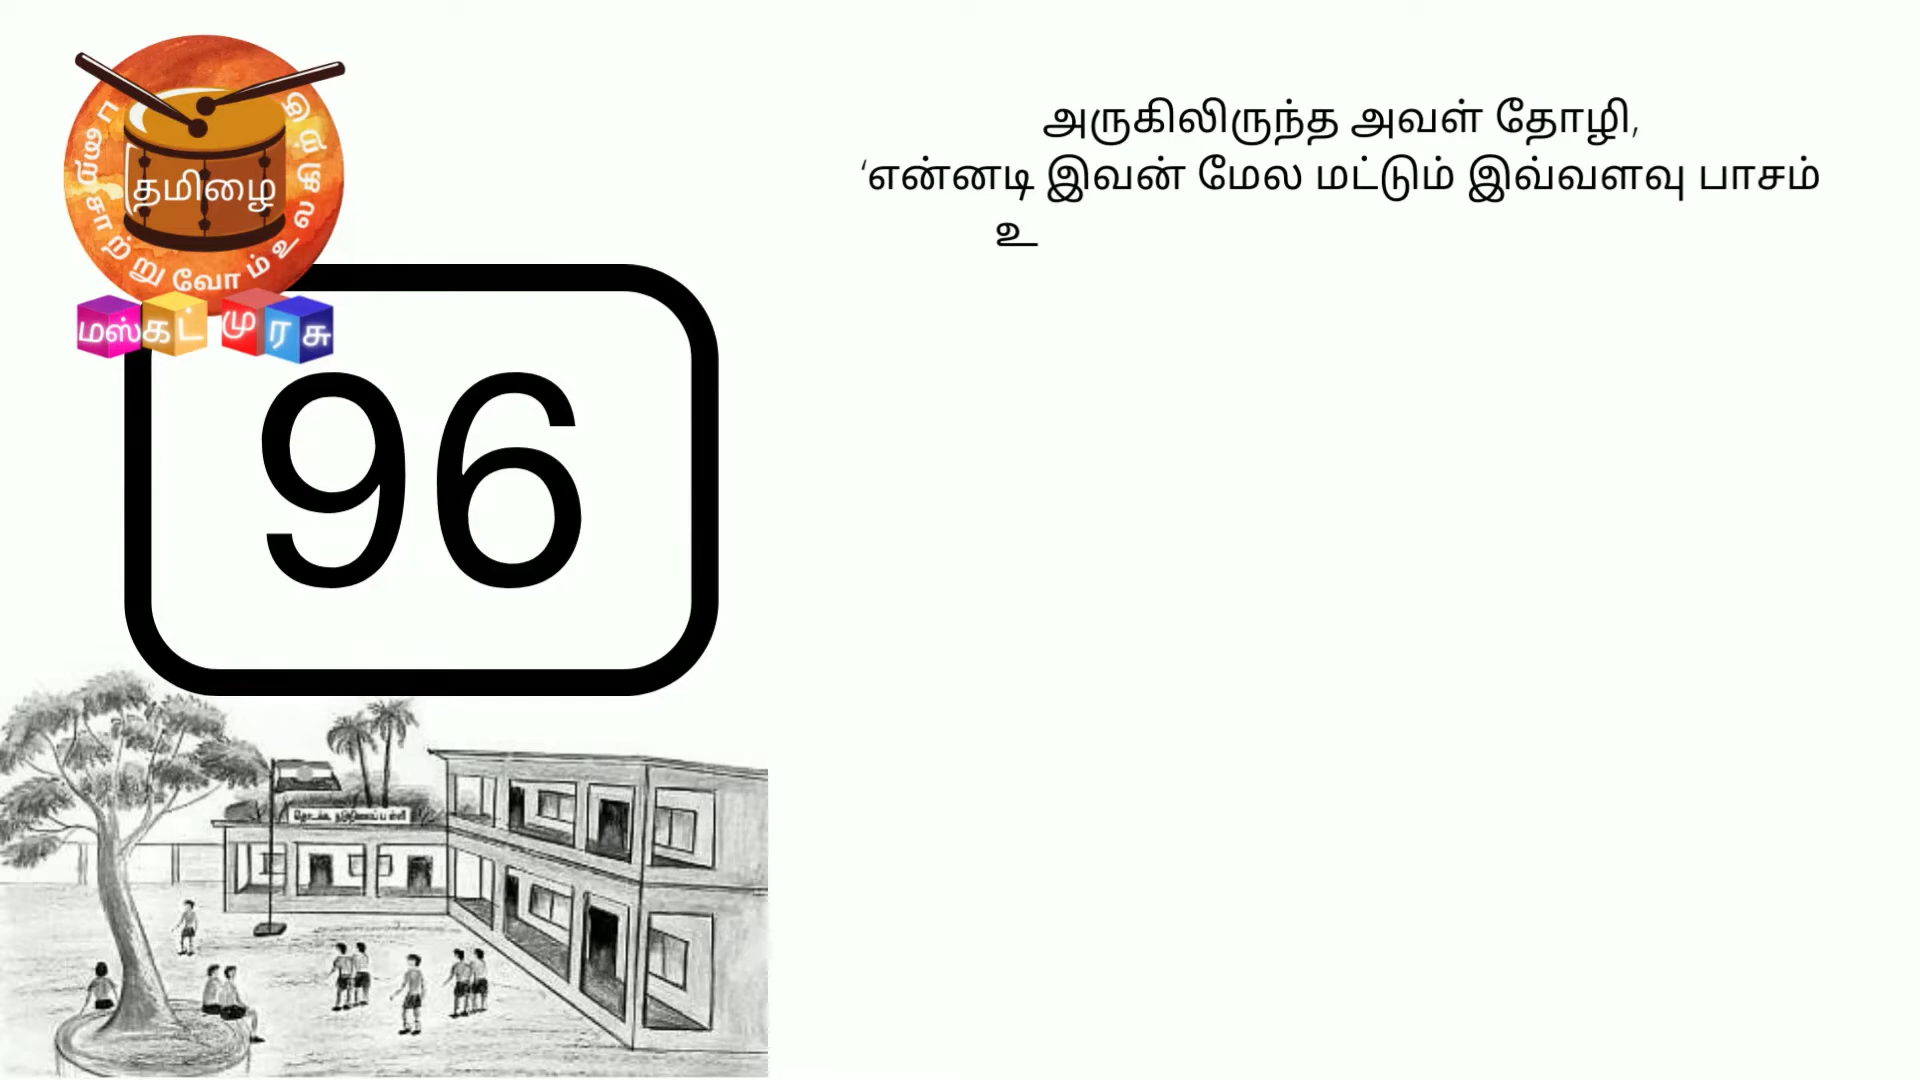 அருகிலிருந்த அவள் தோழி,
‘என்னடி இவன் மேல மட்டும் இவ்வளவு பாசம்
உ
தமிழை
சாற்றுவோம் உலகிற்கு
மஸ்கட் முரசு
96